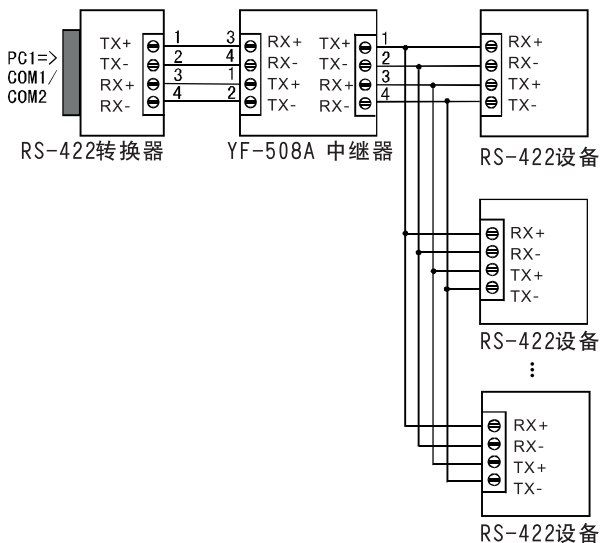 PC1=>
COM1/
COM2
TX+ 1 3 RX+ TX+ 1 RX+
TX- 2 4 RX- TX- 2 RX-
RX+ 3 1 TX+ RX+ 3 TX+
RX- 4 2 TX- RX- 4 TX-
RS-422转换器 YF-508A 中继器 RS-422设备
RX+
RX-
TX+
TX-
RS-422设备
⋮
RX+
RX-
TX+
TX-
RS-422设备